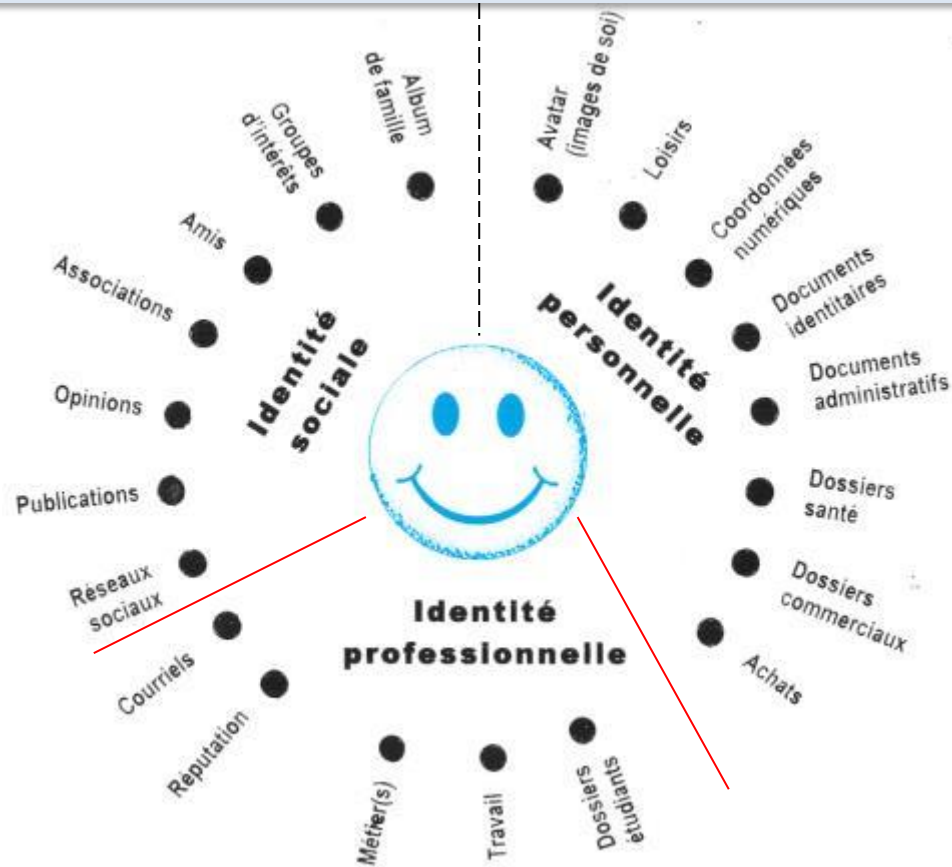 Album
de famille
Groupes
d'intérêts
Amis
Associations
Opinions
Publications
Réseaux
sociaux
Identité
sociale
Avatar
(images de soi)
Loisirs
Coordonnées
numériques
Documents
identitaires
Documents
administratifs
Dossiers
santé
Dossiers
commerciaux
Achats
Identité
personnelle
Identité
professionnelle
Courriels
Réputation
Métier(s)
Travail
Dossiers
étudiants